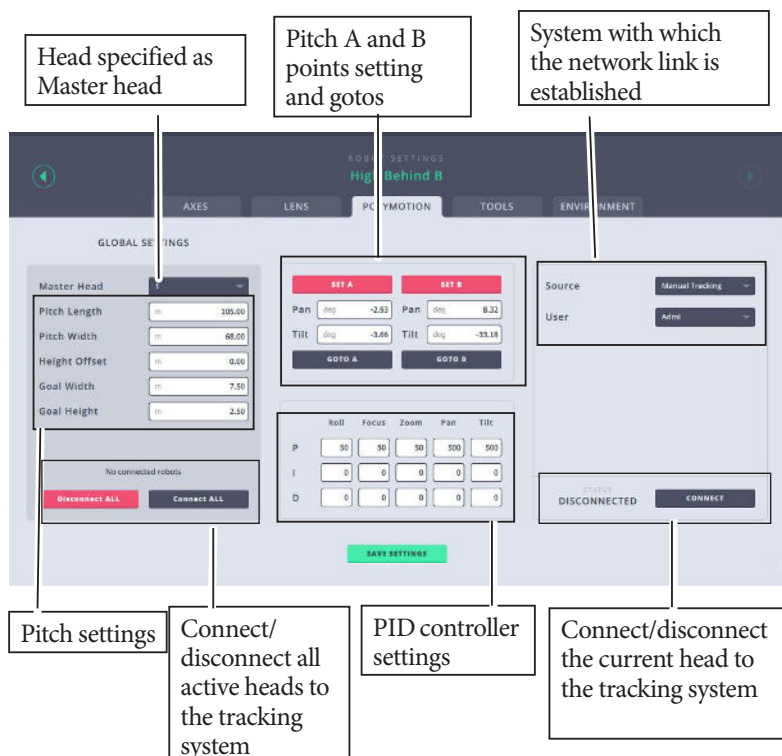 Head specified as
Master head
Pitch A and B
points setting
and gotos
System with which
the network link is
established
ROBOT SETTINGS
High Behind B
AXES
LENS
POLYMOTION
TOOLS
ENVIRONMENT
GLOBAL SETTINGS
Master Head 1
Pitch Length m 105.00
Pitch Width m 68.00
Height Offset m 0.00
Goal Width m 7.50
Goal Height m 2.50
No connected robots
Disconnect ALL Connect ALL
SET A SET B
Pan deg -2.93 Pan deg 8.32
Tilt deg -3.66 Tilt deg -33.18
GOTO A GOTO B
Roll Focus Zoom Pan Tilt
P 50 50 50 500 500
I 0 0 0 0 0
D 0 0 0 0 0
SAVE SETTINGS
Source Manual Tracking
User Admi
STATUS
DISCONNECTED CONNECT
Pitch settings
Connect/
disconnect all
active heads to
the tracking
system
PID controller
settings
Connect/disconnect
the current head to
the tracking system